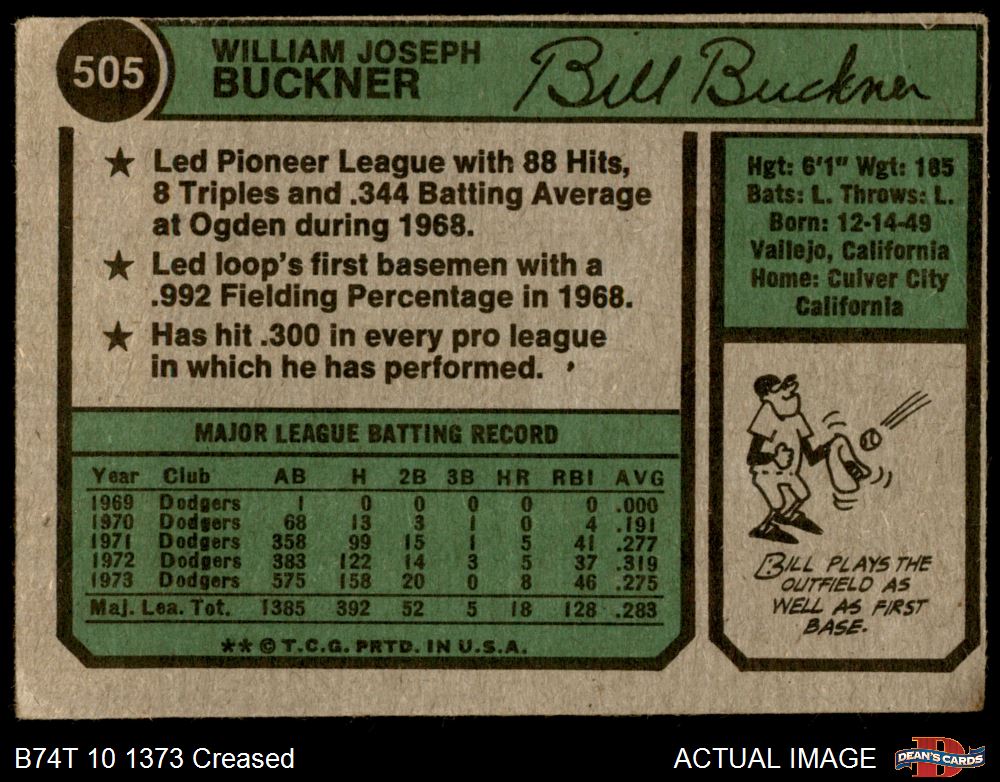 505
WILLIAM JOSEPH
BUCKNER
Bill Buckner
★ Led Pioneer League with 88 Hits,
8 Triples and .344 Batting Average
at Ogden during 1968.
★ Led loop's first basemen with a
.992 Fielding Percentage in 1968.
★ Has hit .300 in every pro league
in which he has performed.
Hgt: 6'1" Wgt: 185
Bats: L. Throws: L.
Born: 12-14-49
Vallejo, California
Home: Culver City
California
MAJOR LEAGUE BATTING RECORD
Year Club AB H 2B 3B HR RBI AVG
1969 Dodgers 1 0 0 0 0 0 .000
1970 Dodgers 68 13 3 1 0 4 .191
1971 Dodgers 358 99 15 1 5 41 .277
1972 Dodgers 383 122 14 3 5 37 .319
1973 Dodgers 575 158 20 0 8 46 .275
Maj. Lea. Tot. 1385 392 52 5 18 128 .283
** © T.C.G. PRTD. IN U.S.A.
BILL PLAYS THE
OUTFIELD AS
WELL AS FIRST
BASE.
B74T 10 1373 Creased
ACTUAL IMAGE
D
DEAN'S CARDS